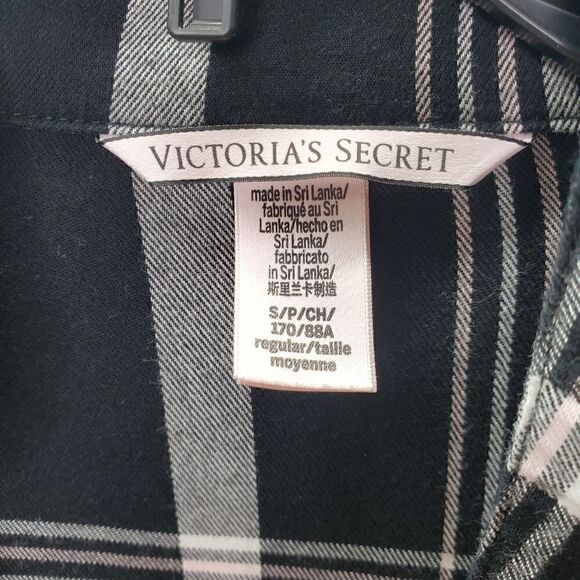 VICTORIA'S SECRET
made in Sri Lanka/
fabriqué au Sri
Lanka/hecho en
Sri Lanka/
fabbricato
in Sri Lanka/
斯里兰卡制造
S/P/CH/
170/88A
regular/taille
moyenne